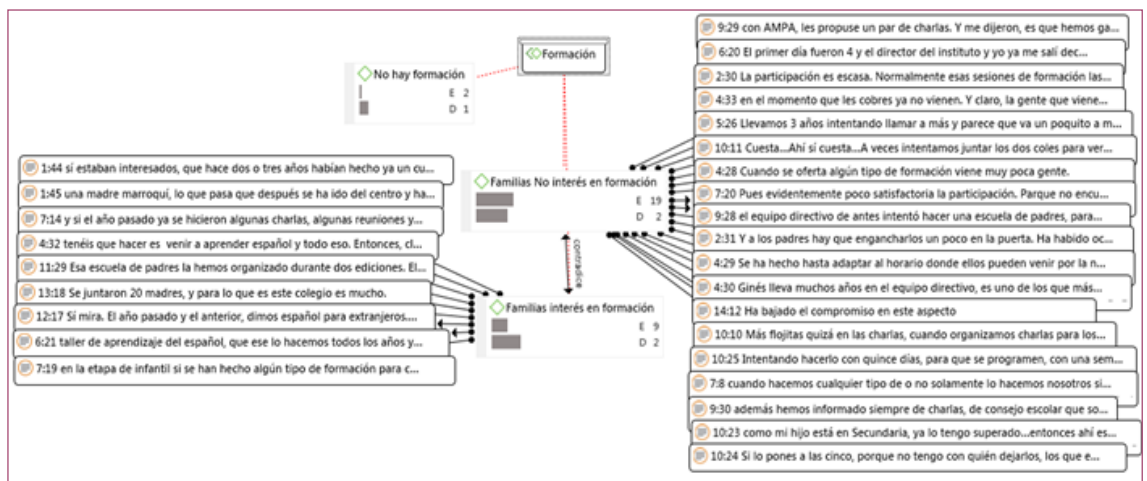 Formación
No hay formación
E 2
D 1
Familias No interés en formación
E 19
D 2
contradice
Familias interés en formación
E 9
D 2
1:44 sí estaban interesados, que hace dos o tres años habían hecho ya un cu...
1:45 una madre marroquí, lo que pasa que después se ha ido del centro y ha...
7:14 y si el año pasado ya se hicieron algunas charlas, algunas reuniones y...
4:32 tenéis que hacer es venir a aprender español y todo eso. Entonces, cl...
11:29 Esa escuela de padres la hemos organizado durante dos ediciones. El...
13:18 Se juntaron 20 madres, y para lo que es este colegio es mucho.
12:17 Sí mira. El año pasado y el anterior, dimos español para extranjeros....
6:21 taller de aprendizaje del español, que ese lo hacemos todos los años y...
7:19 en la etapa de infantil si se han hecho algún tipo de formación para c...
9:29 con AMPA, les propuse un par de charlas. Y me dijeron, es que hemos ga...
6:20 El primer día fueron 4 y el director del instituto y yo ya me salí dec...
2:30 La participación es escasa. Normalmente esas sesiones de formación las...
4:33 en el momento que les cobres ya no vienen. Y claro, la gente que viene...
5:26 Llevamos 3 años intentando llamar a más y parece que va un poquito a m...
10:11 Cuesta...Ahí sí cuesta...A veces intentamos juntar los dos coles para ver...
4:28 Cuando se oferta algún tipo de formación viene muy poca gente.
7:20 Pues evidentemente poco satisfactoria la participación. Parque no encu...
9:28 el equipo directivo de antes intentó hacer una escuela de padres, para...
2:31 Y a los padres hay que engancharlos un poco en la puerta. Ha habido oc...
4:29 Se ha hecho hasta adaptar al horario donde ellos pueden venir por la n...
4:30 Ginés lleva muchos años en el equipo directivo, es uno de los que más...
14:12 Ha bajado el compromiso en este aspecto
10:10 Más flojitas quizá en las charlas, cuando organizamos charlas para los...
10:25 Intentando hacerlo con quince días, para que se programen, con una sem...
7:8 cuando hacemos cualquier tipo de o no solamente lo hacemos nosotros si...
9:30 además hemos informado siempre de charlas, de consejo escolar que so...
10:23 como mi hijo está en Secundaria, ya lo tengo superado...entonces ahí es...
10:24 Si lo pones a las cinco, porque no tengo con quién dejarlos, los que e...